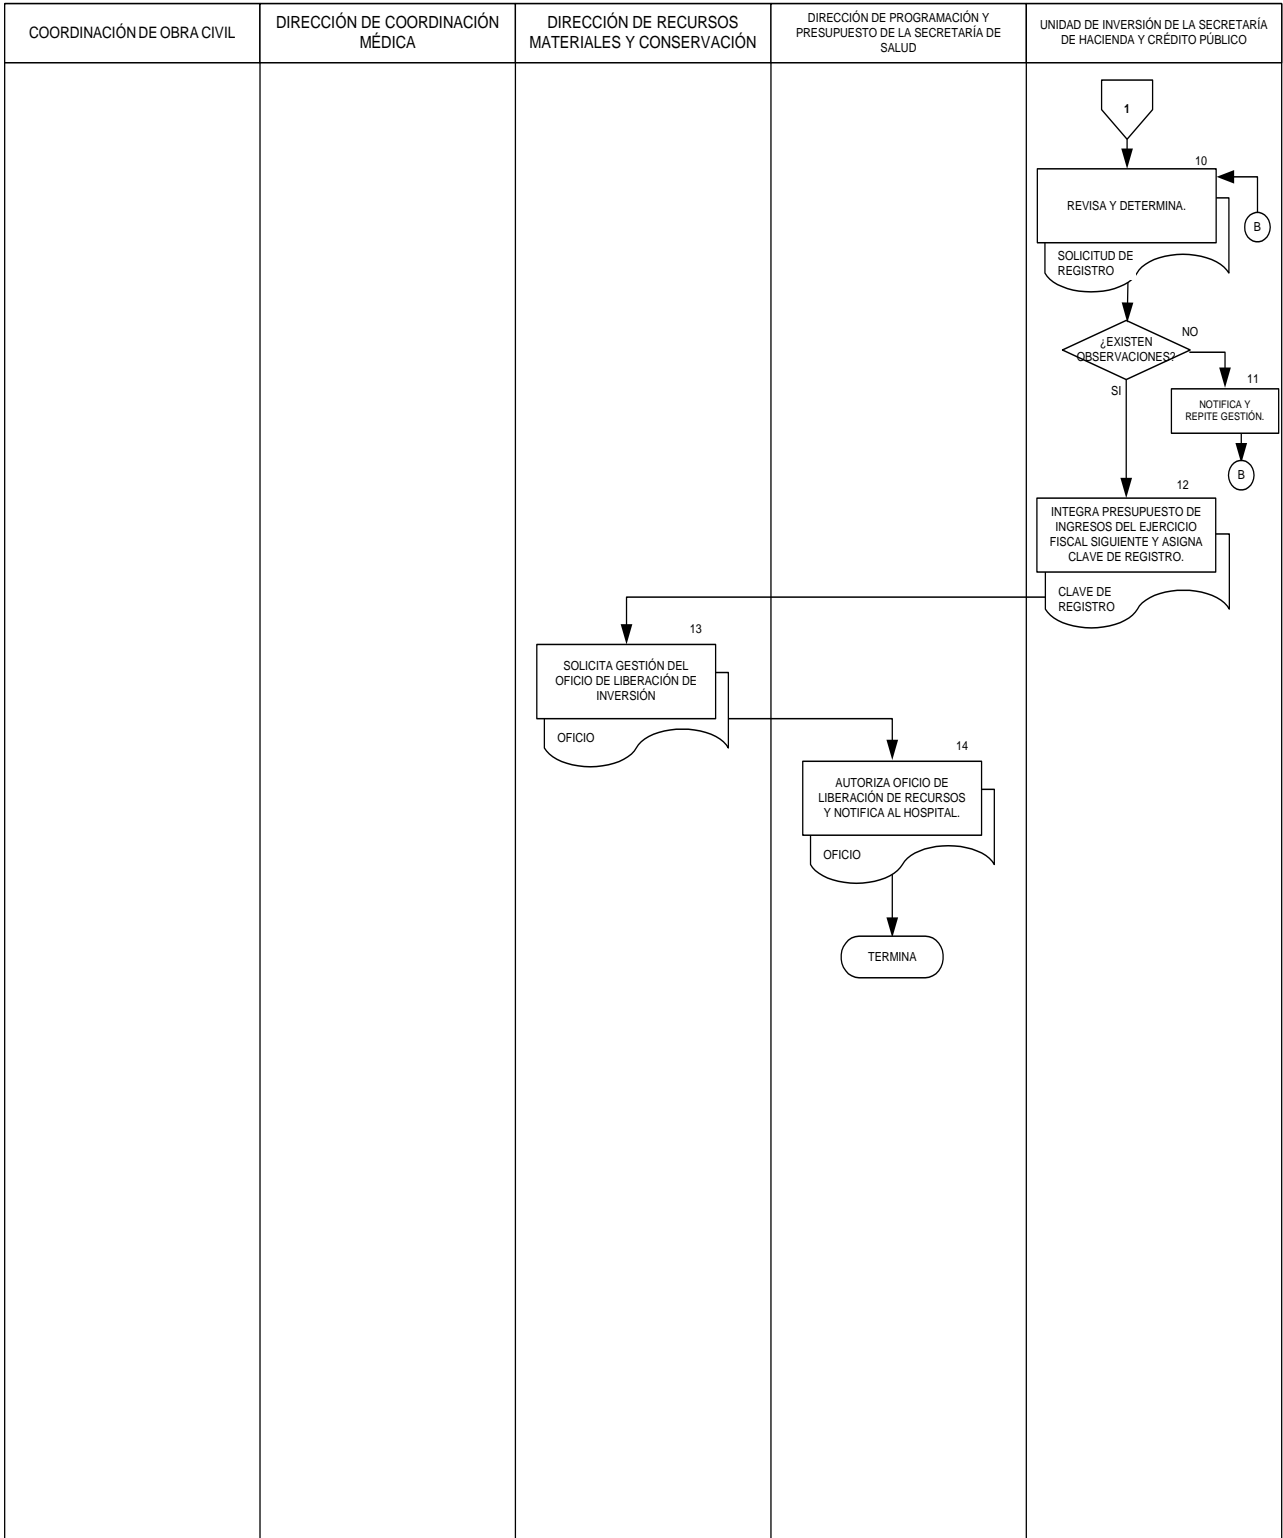 COORDINACIÓN DE OBRA CIVIL
DIRECCIÓN DE COORDINACIÓN
MÉDICA
DIRECCIÓN DE RECURSOS
MATERIALES Y CONSERVACIÓN
DIRECCIÓN DE PROGRAMACIÓN Y
PRESUPUESTO DE LA SECRETARÍA DE
SALUD
UNIDAD DE INVERSIÓN DE LA SECRETARÍA
DE HACIENDA Y CRÉDITO PÚBLICO
1
10
REVISA Y DETERMINA.
B
SOLICITUD DE
REGISTRO
¿EXISTEN
OBSERVACIONES?
NO
SI
11
NOTIFICA Y
REPITE GESTIÓN.
B
12
INTEGRA PRESUPUESTO DE
INGRESOS DEL EJERCICIO
FISCAL SIGUIENTE Y ASIGNA
CLAVE DE REGISTRO.
CLAVE DE
REGISTRO
13
SOLICITA GESTIÓN DEL
OFICIO DE LIBERACIÓN DE
INVERSIÓN
OFICIO
14
AUTORIZA OFICIO DE
LIBERACIÓN DE RECURSOS
Y NOTIFICA AL HOSPITAL.
OFICIO
TERMINA